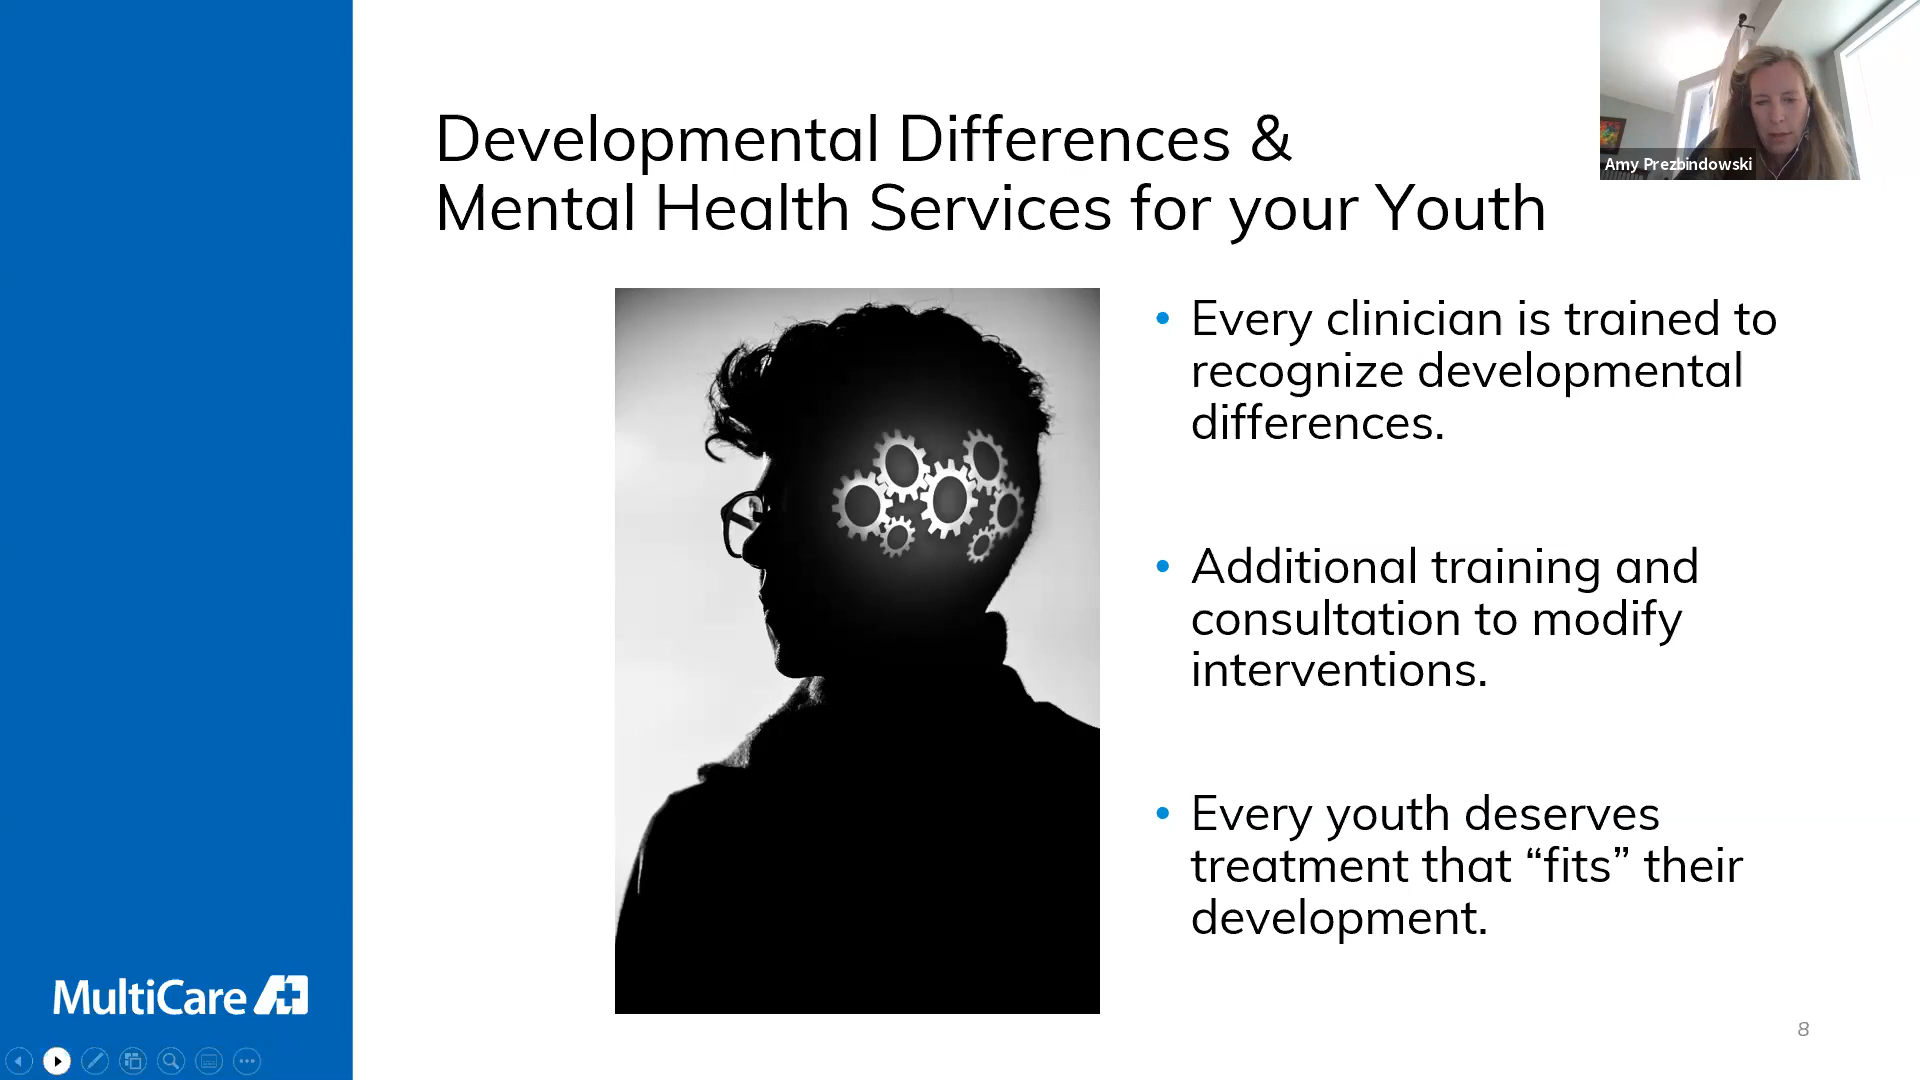 Amy Prezbindowski
Developmental Differences &
Mental Health Services for your Youth
• Every clinician is trained to
recognize developmental
differences.
• Additional training and
consultation to modify
interventions.
• Every youth deserves
treatment that “fits” their
development.
MultiCare
8